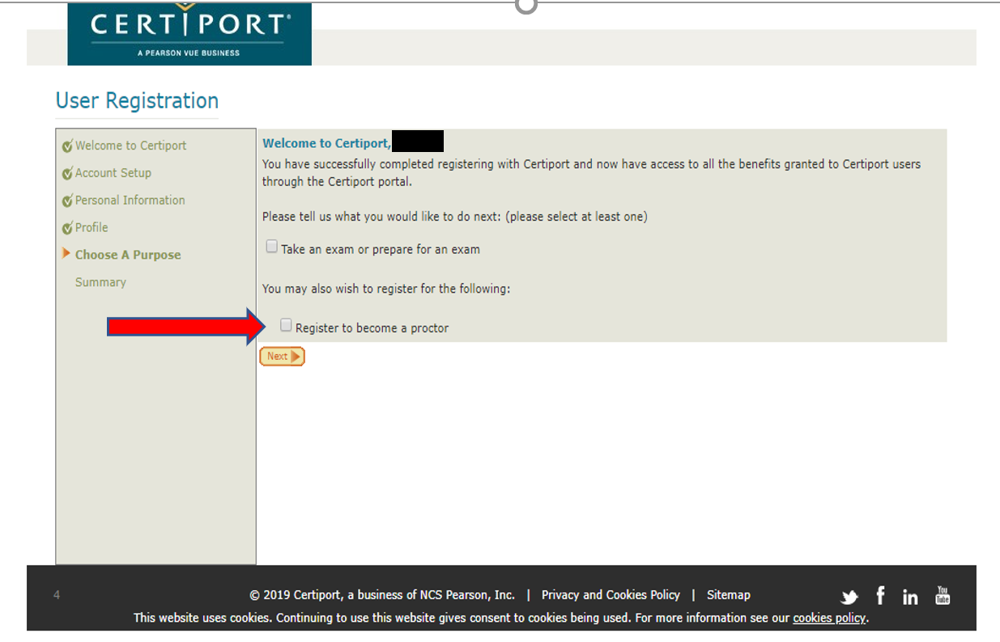 CERTIPORT®
A PEARSON VUE BUSINESS
User Registration
Welcome to Certiport
Account Setup
Personal Information
Profile
Choose A Purpose
Summary
Welcome to Certiport,
You have successfully completed registering with Certiport and now have access to all the benefits granted to Certiport users
through the Certiport portal.
Please tell us what you would like to do next: (please select at least one)
Take an exam or prepare for an exam
You may also wish to register for the following:
Register to become a proctor
Next
4
© 2019 Certiport, a business of NCS Pearson, Inc. | Privacy and Cookies Policy | Sitemap
You
Tube
This website uses cookies. Continuing to use this website gives consent to cookies being used. For more information see our cookies policy.